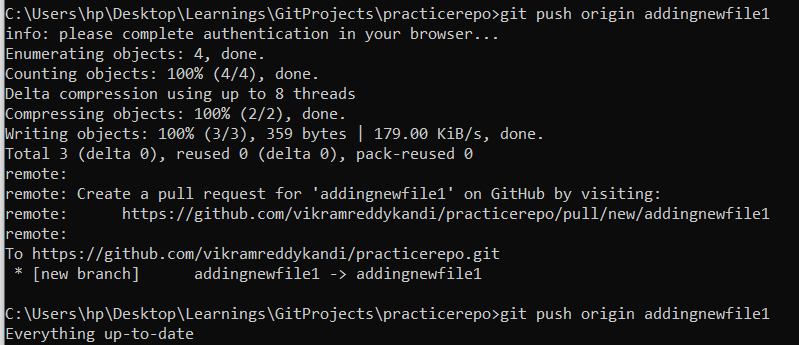 C:\Users\hp\Desktop\Learnings\GitProjects\practicerepo>git push origin addingnewfile1
info: please complete authentication in your browser...
Enumerating objects: 4, done.
Counting objects: 100% (4/4), done.
Delta compression using up to 8 threads
Compressing objects: 100% (2/2), done.
Writing objects: 100% (3/3), 359 bytes | 179.00 KiB/s, done.
Total 3 (delta 0), reused 0 (delta 0), pack-reused 0
remote:
remote: Create a pull request for 'addingnewfile1' on GitHub by visiting:
remote:      https://github.com/vikramreddykandi/practicerepo/pull/new/addingnewfile1
remote:
To https://github.com/vikramreddykandi/practicerepo.git
 * [new branch]      addingnewfile1 -> addingnewfile1
C:\Users\hp\Desktop\Learnings\GitProjects\practicerepo>git push origin addingnewfile1
Everything up-to-date